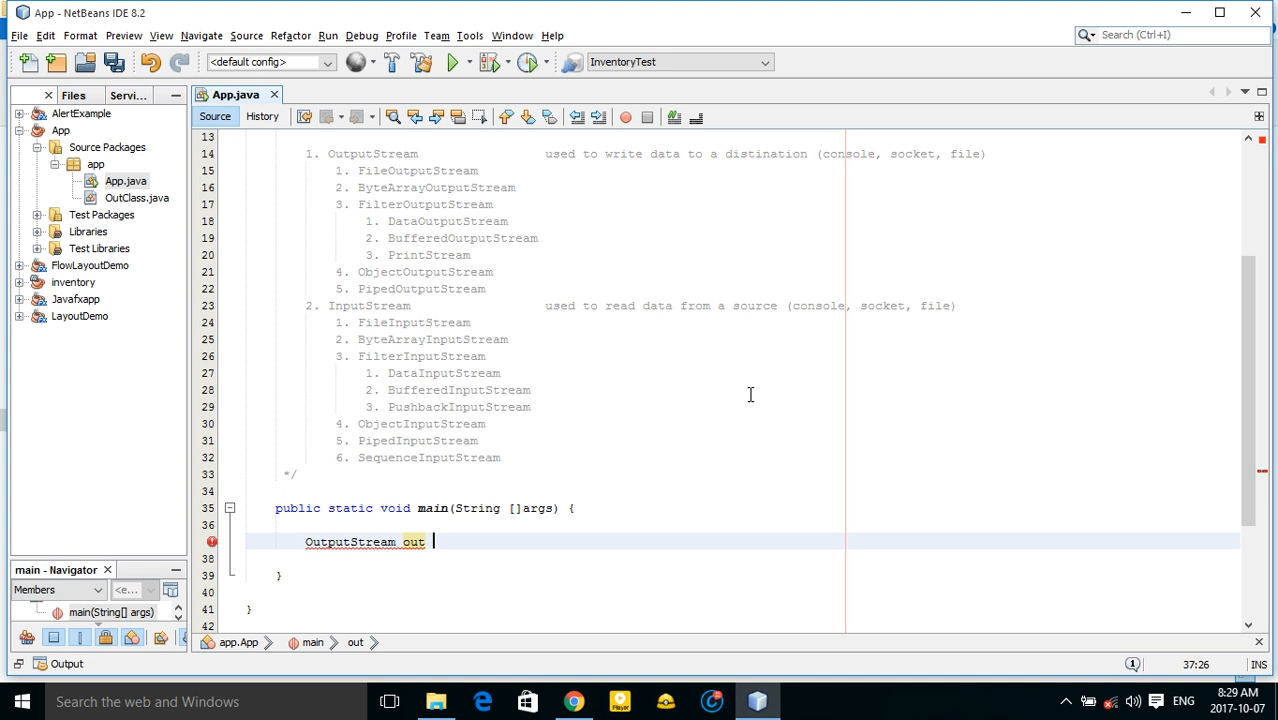 App - NetBeans IDE 8.2
File Edit Format Preview View Navigate Source Refactor Run Debug Profile Team Tools Window Help
Search (Ctrl+I)
<default config>
InventoryTest
Files Servi...
App.java
AlertExample
App
Source Packages
app
App.java
OutClass.java
Test Packages
Libraries
Test Libraries
FlowLayoutDemo
inventory
Javafxapp
LayoutDemo
Source History
13
14 1. OutputStream used to write data to a distination (console, socket, file)
15 1. FileOutputStream
16 2. ByteArrayOutputStream
17 3. FilterOutputStream
18 1. DataOutputStream
19 2. BufferedOutputStream
20 3. PrintStream
21 4. ObjectOutputStream
22 5. PipedOutputStream
23 2. InputStream used to read data from a source (console, socket, file)
24 1. FileInputStream
25 2. ByteArrayInputStream
26 3. FilterInputStream
27 1. DataInputStream
28 2. BufferedInputStream
29 3. PushbackInputStream
30 4. ObjectInputStream
31 5. PipedInputStream
32 6. SequenceInputStream
33 */
34
35 public static void main(String []args) {
36
OutputStream out
38
39 }
40
41 }
42
main - Navigator
Members
<e...
main(String[] args)
app.App
main
out
Output
1
37:26
INS
Search the web and Windows
Player
ENG
8:29 AM
2017-10-07